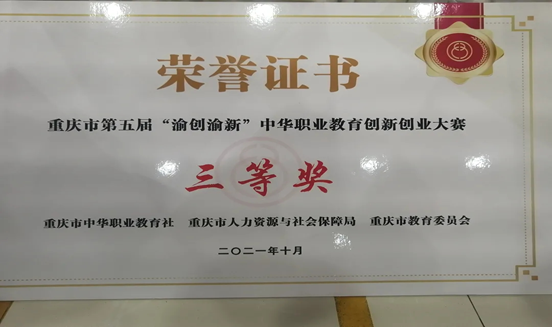 荣誉证书
重庆市第五届“渝创渝新”中华职业教育创新创业大赛
三等奖
重庆市中华职业教育社 重庆市人力资源与社会保障局 重庆市教育委员会
二〇二一年十月